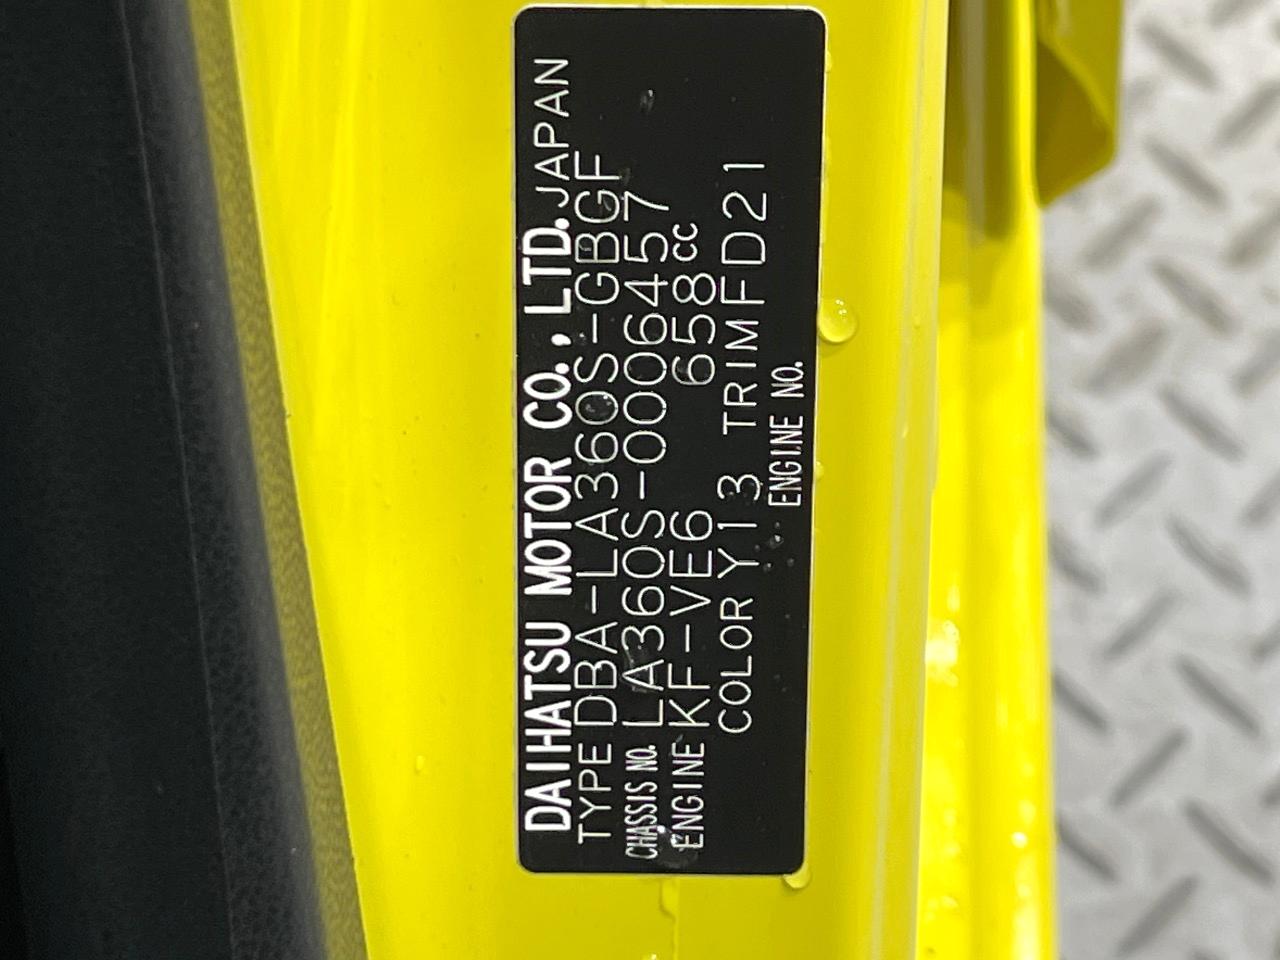 DAIHATSU MOTOR CO., LTD. JAPAN
TYPE DBA-LA360S-GBGF
CHASSIS NO. LA360S-0006457
ENGINE KF-VE6 658cc
COLOR Y13 TRIM FD21
ENGINE NO.